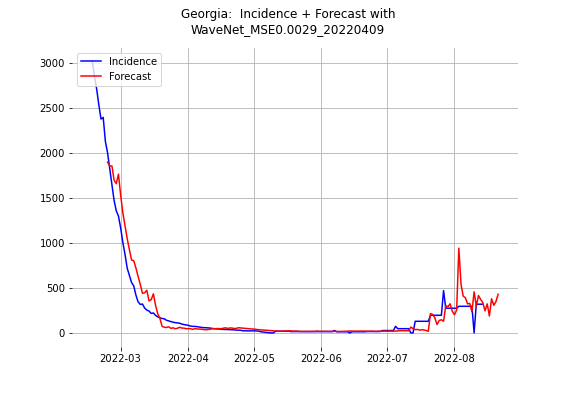 Georgia:  Incidence + Forecast with
WaveNet_MSE0.0029_20220409
Incidence
Forecast
3000
2500
2000
1500
1000
500
0
2022-03 2022-04 2022-05 2022-06 2022-07 2022-08